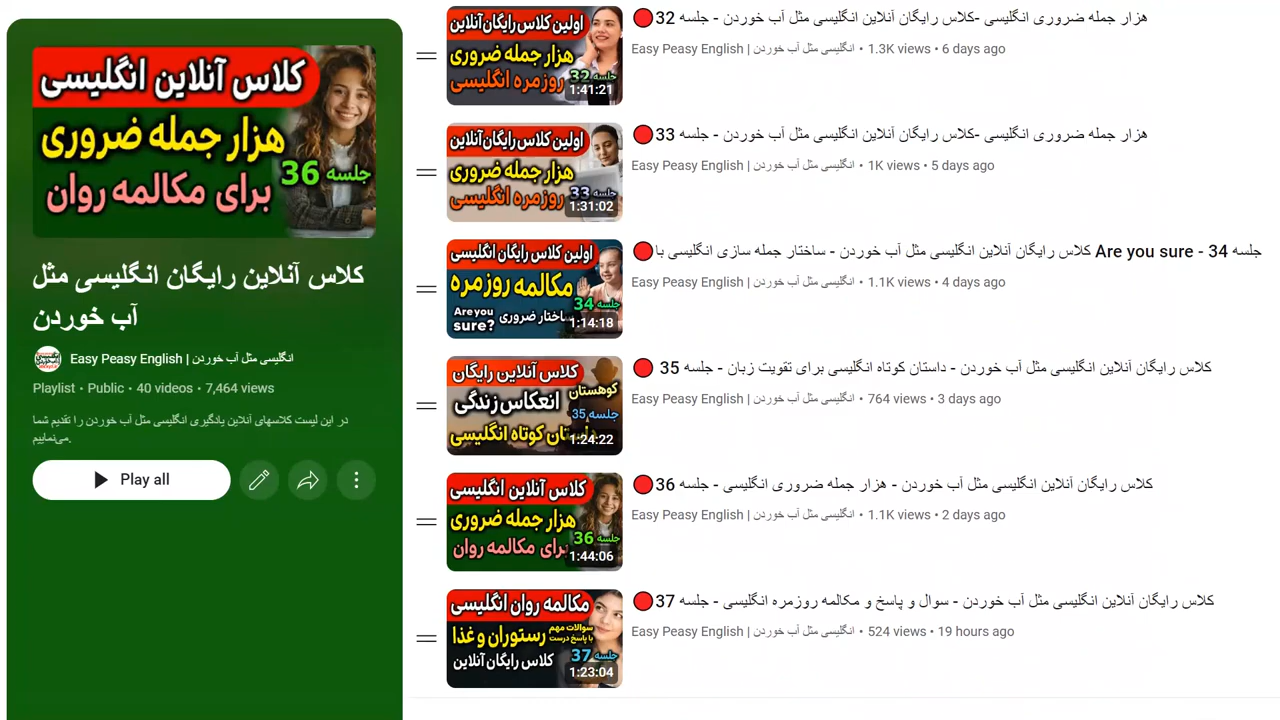 کلاس آنلاین انگلیسی
هزار جمله ضروری
جلسه 36
برای مکالمه روان
کلاس آنلاین رایگان انگلیسی مثل
آب خوردن
Easy Peasy English | انگلیسی مثل آب خوردن
Playlist • Public • 40 videos • 7,464 views
در این لیست کلاسهای آنلاین یادگیری انگلیسی مثل آب خوردن را تقدیم شما
می‌نماییم.
Play all
اولین کلاس رایگان آنلاین
هزار جمله ضروری
جلسه 32
روزمره انگلیسی
1:41:21
هزار جمله ضروری انگلیسی -کلاس رایگان آنلاین انگلیسی مثل آب خوردن - جلسه 32
Easy Peasy English | انگلیسی مثل آب خوردن • 1.3K views • 6 days ago
اولین کلاس رایگان آنلاین
هزار جمله ضروری
جلسه 33
روزمره انگلیسی
1:31:02
هزار جمله ضروری انگلیسی -کلاس رایگان آنلاین انگلیسی مثل آب خوردن - جلسه 33
Easy Peasy English | انگلیسی مثل آب خوردن • 1K views • 5 days ago
اولین کلاس رایگان انگلیسی
مکالمه روزمره
جلسه 34
ساختار ضروری
Are you
sure?
1:14:18
جلسه 34 - Are you sure کلاس رایگان آنلاین انگلیسی مثل آب خوردن - ساختار جمله سازی انگلیسی با
Easy Peasy English | انگلیسی مثل آب خوردن • 1.1K views • 4 days ago
کلاس آنلاین رایگان
کوهستان
انعکاس زندگی
جلسه 35
داستان کوتاه انگلیسی
1:24:22
کلاس رایگان آنلاین انگلیسی مثل آب خوردن - داستان کوتاه انگلیسی برای تقویت زبان - جلسه 35
Easy Peasy English | انگلیسی مثل آب خوردن • 764 views • 3 days ago
کلاس آنلاین انگلیسی
هزار جمله ضروری
جلسه 36
برای مکالمه روان
1:44:06
کلاس رایگان آنلاین انگلیسی مثل آب خوردن - هزار جمله ضروری انگلیسی - جلسه 36
Easy Peasy English | انگلیسی مثل آب خوردن • 1.1K views • 2 days ago
مکالمه روان انگلیسی
سوالات مهم
با پاسخ درست
رستوران و غذا
جلسه 37
کلاس رایگان آنلاین
1:23:04
کلاس رایگان آنلاین انگلیسی مثل آب خوردن - سوال و پاسخ و مکالمه روزمره انگلیسی - جلسه 37
Easy Peasy English | انگلیسی مثل آب خوردن • 524 views • 19 hours ago